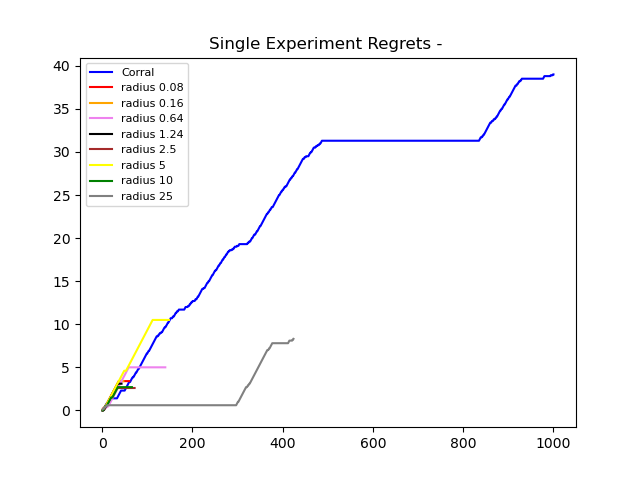 Single Experiment Regrets -
40
35
30
25
20
15
10
5
0
Corral
radius 0.08
radius 0.16
radius 0.64
radius 1.24
radius 2.5
radius 5
radius 10
radius 25
0 200 400 600 800 1000